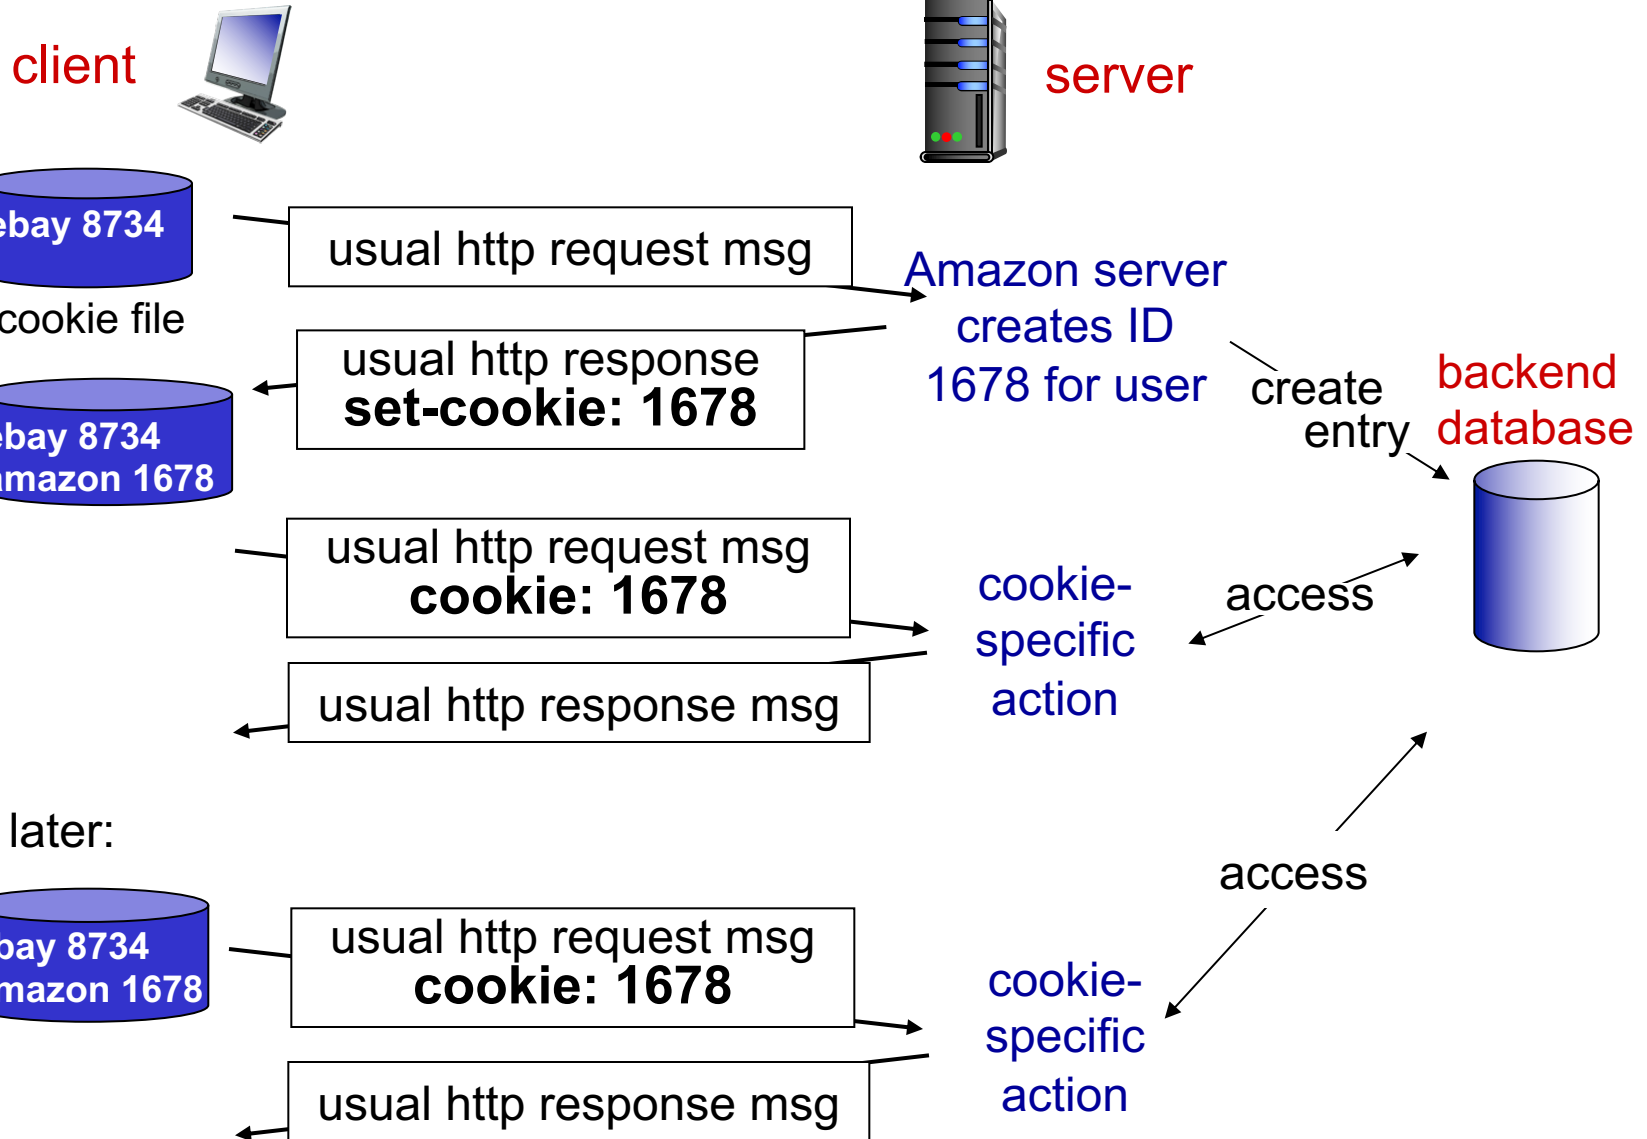 client
server
ebay 8734
usual http request msg
cookie file
Amazon server
creates ID
1678 for user
usual http response
set-cookie: 1678
create
entry
backend
database
ebay 8734
amazon 1678
usual http request msg
cookie: 1678
cookie-
specific
action
access
usual http response msg
later:
access
bay 8734
mazon 1678
usual http request msg
cookie: 1678
cookie-
specific
action
usual http response msg